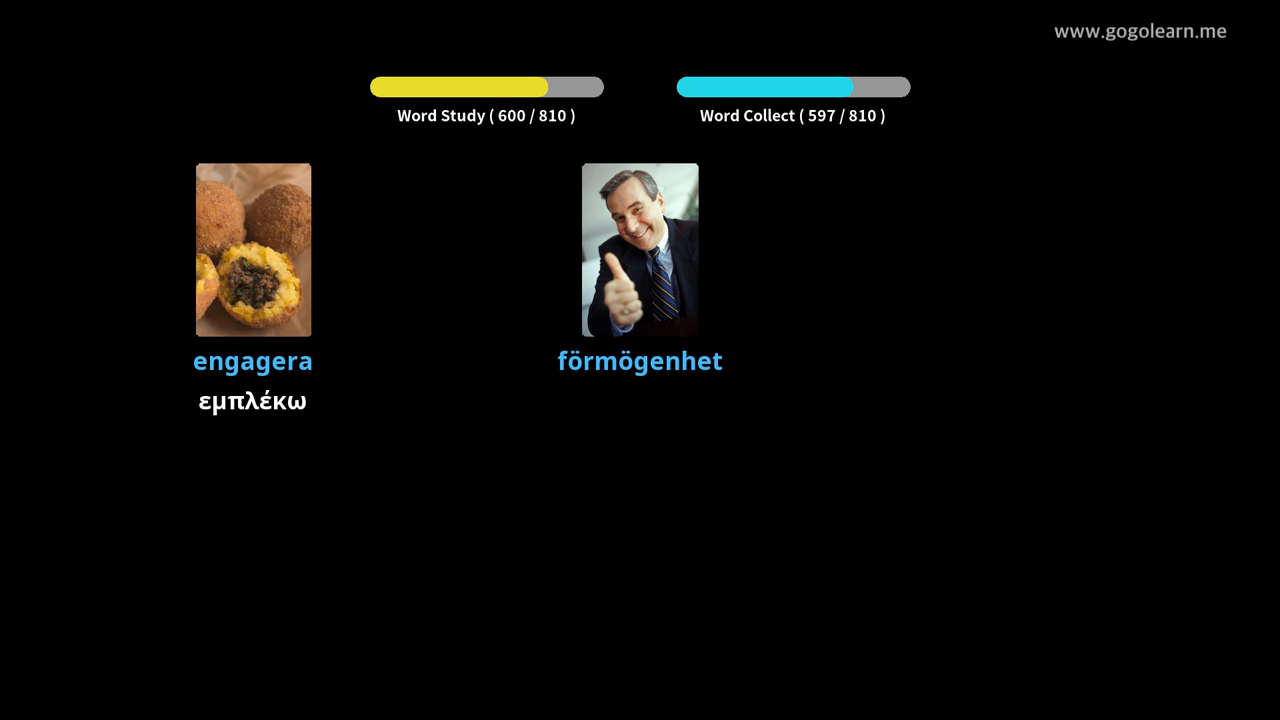 www.gogolearn.me
Word Study ( 600 / 810 )
Word Collect ( 597 / 810 )
engagera
förmögenhet
εμπλέκω